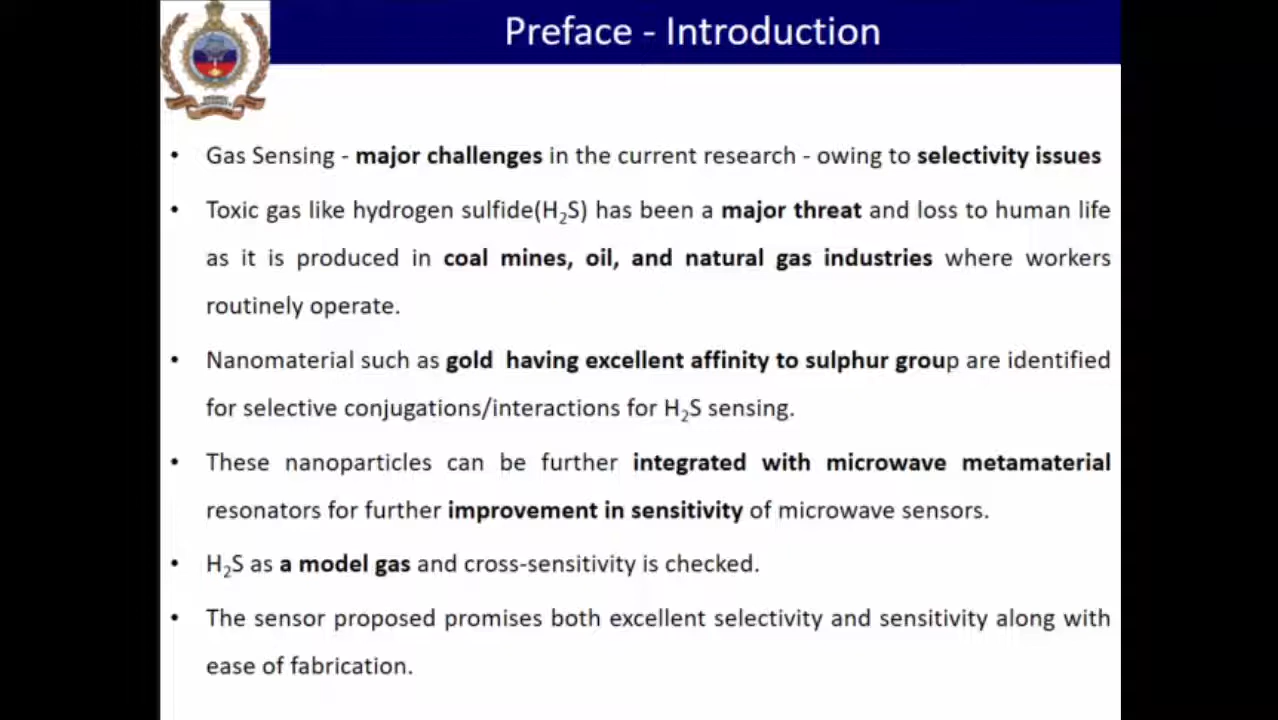 Preface - Introduction
• Gas Sensing - major challenges in the current research - owing to selectivity issues
• Toxic gas like hydrogen sulfide(H₂S) has been a major threat and loss to human life
as it is produced in coal mines, oil, and natural gas industries where workers
routinely operate.
• Nanomaterial such as gold having excellent affinity to sulphur group are identified
for selective conjugations/interactions for H₂S sensing.
• These nanoparticles can be further integrated with microwave metamaterial
resonators for further improvement in sensitivity of microwave sensors.
• H₂S as a model gas and cross-sensitivity is checked.
• The sensor proposed promises both excellent selectivity and sensitivity along with
ease of fabrication.